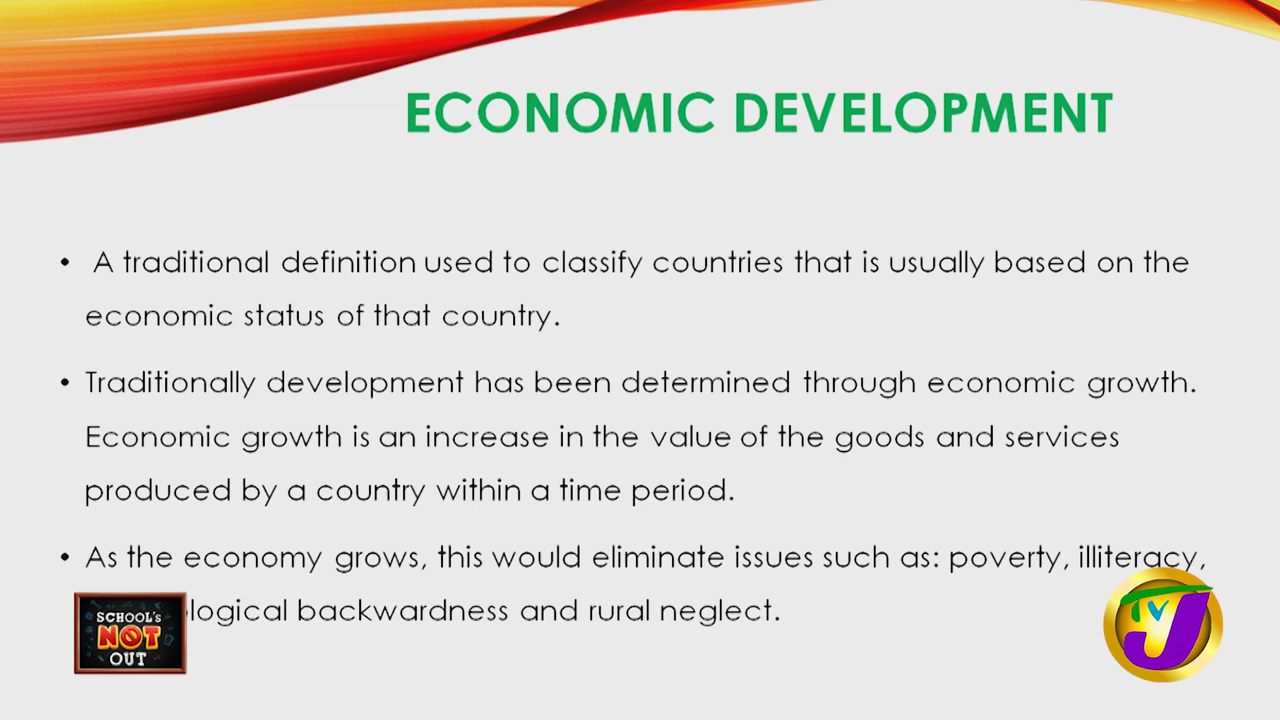 ECONOMIC DEVELOPMENT
• A traditional definition used to classify countries that is usually based on the
economic status of that country.
• Traditionally development has been determined through economic growth.
Economic growth is an increase in the value of the goods and services
produced by a country within a time period.
• As the economy grows, this would eliminate issues such as: poverty, illiteracy,
ological backwardness and rural neglect.
SCHOOL'S
NOT
OUT
TVJ